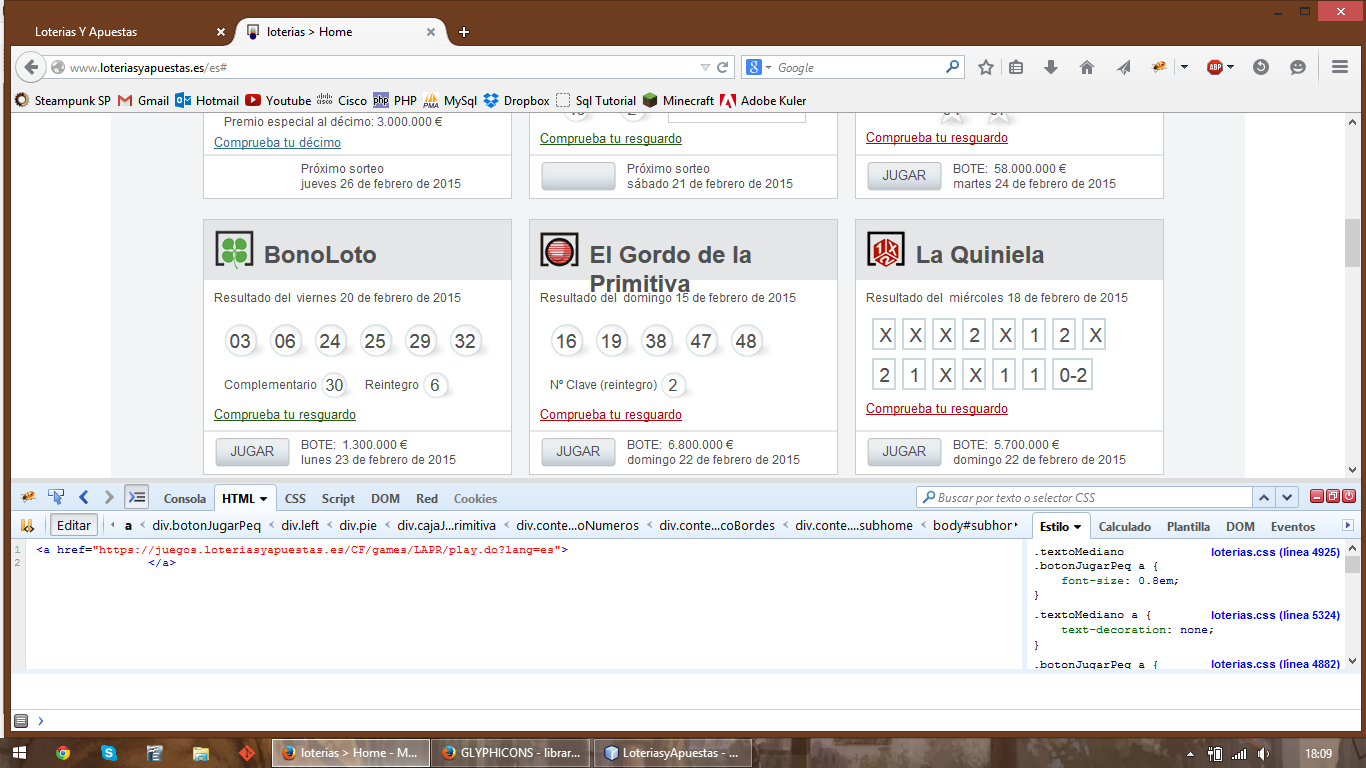 Loterias Y Apuestas
loterias > Home
www.loteriasyapuestas.es/es#
Google
Steampunk SP Gmail Hotmail Youtube Cisco PHP MySql Dropbox Sql Tutorial Minecraft Adobe Kuler
Premio especial al décimo: 3.000.000 €
Comprueba tu décimo
Próximo sorteo
jueves 26 de febrero de 2015
Comprueba tu resguardo
Próximo sorteo
sábado 21 de febrero de 2015
Comprueba tu resguardo
JUGAR
BOTE: 58.000.000 €
martes 24 de febrero de 2015
BonoLoto
Resultado del viernes 20 de febrero de 2015
03 06 24 25 29 32
Complementario 30 Reintegro 6
Comprueba tu resguardo
JUGAR
BOTE: 1.300.000 €
lunes 23 de febrero de 2015
El Gordo de la
Primitiva
Resultado del domingo 15 de febrero de 2015
16 19 38 47 48
Nº Clave (reintegro) 2
Comprueba tu resguardo
JUGAR
BOTE: 6.800.000 €
domingo 22 de febrero de 2015
La Quiniela
Resultado del miércoles 18 de febrero de 2015
X X X 2 X 1 2 X
2 1 X X 1 1 0-2
Comprueba tu resguardo
JUGAR
BOTE: 5.700.000 €
domingo 22 de febrero de 2015
Consola HTML CSS Script DOM Red Cookies
Buscar por texto o selector CSS
Editar a < div.botonJugarPeq < div.left < div.pie < div.cajaJ...rimitiva < div.conte...oNumeros < div.conte...coBordes < div.conte....subhome < body#subhor
Estilo Calculado Plantilla DOM Eventos
1 <a href="https://juegos.loteriasyapuestas.es/CF/games/LAPR/play.do?lang=es">
2 </a>
.textoMediano loterias.css (línea 4925)
.botonJugarPeq a {
font-size: 0.8em;
}
.textoMediano a { loterias.css (línea 5324)
text-decoration: none;
}
.botonJugarPeq a { loterias.css (línea 4882)
loterias > Home - M...
GLYPHICONS - librar...
LoteriasyApuestas - ...
18:09